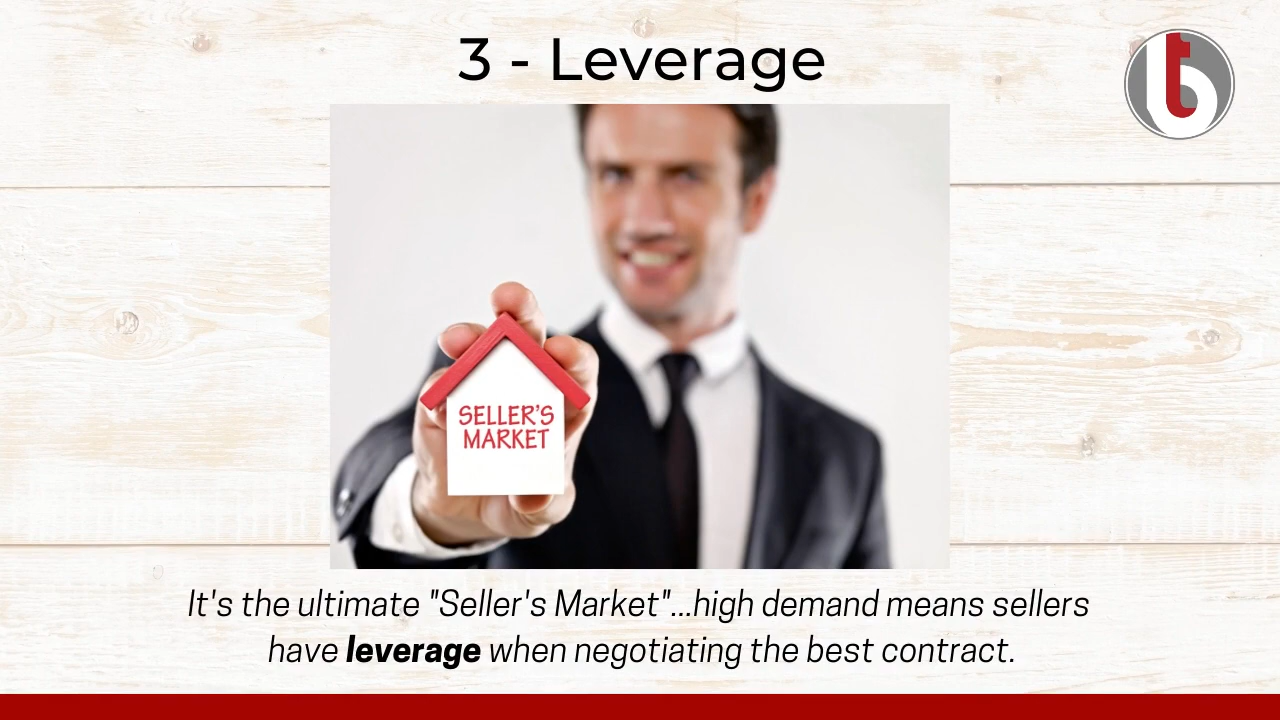 3 - Leverage
tb
SELLER'S
MARKET
It's the ultimate "Seller's Market"...high demand means sellers
have leverage when negotiating the best contract.